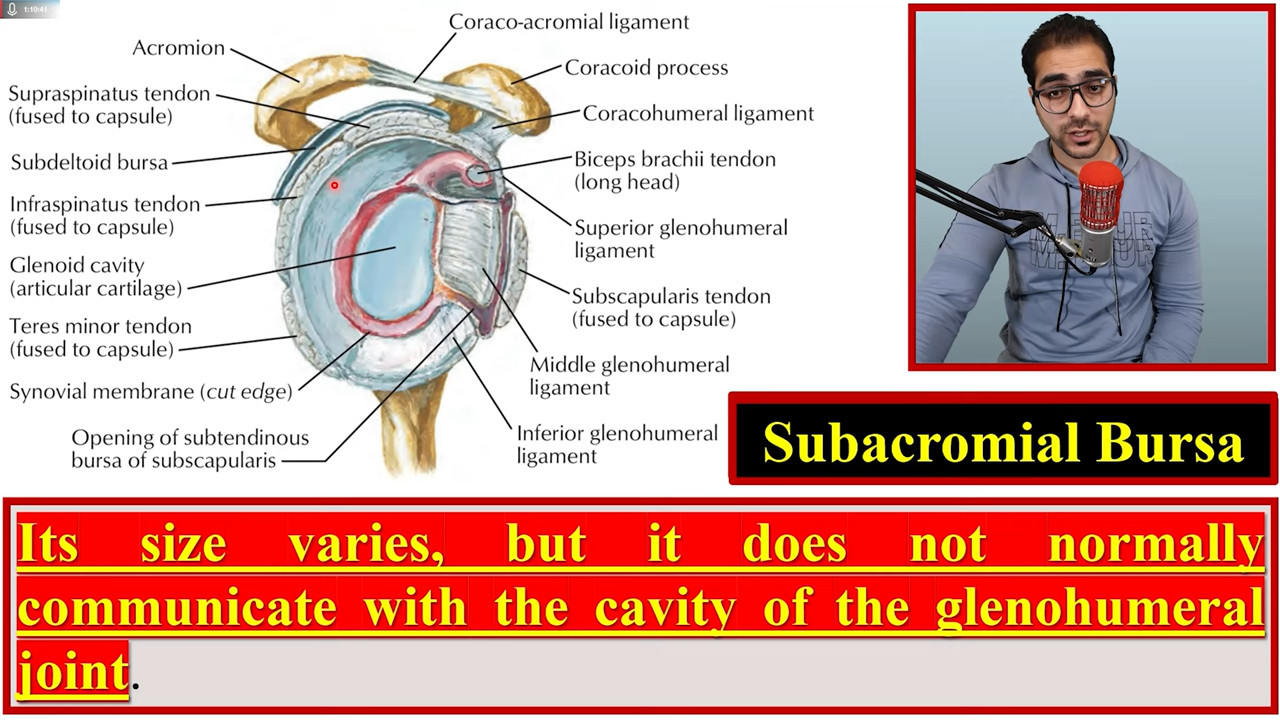 1:10:41
Coraco-acromial ligament
Acromion
Coracoid process
Supraspinatus tendon
(fused to capsule)
Coracohumeral ligament
Subdeltoid bursa
Biceps brachii tendon
(long head)
Infraspinatus tendon
(fused to capsule)
Superior glenohumeral
ligament
Glenoid cavity
(articular cartilage)
Subscapularis tendon
(fused to capsule)
Teres minor tendon
(fused to capsule)
Middle glenohumeral
ligament
Synovial membrane (cut edge)
Opening of subtendinous
bursa of subscapularis
Inferior glenohumeral
ligament
Subacromial Bursa
Its size varies, but it does not normally
communicate with the cavity of the glenohumeral
joint.